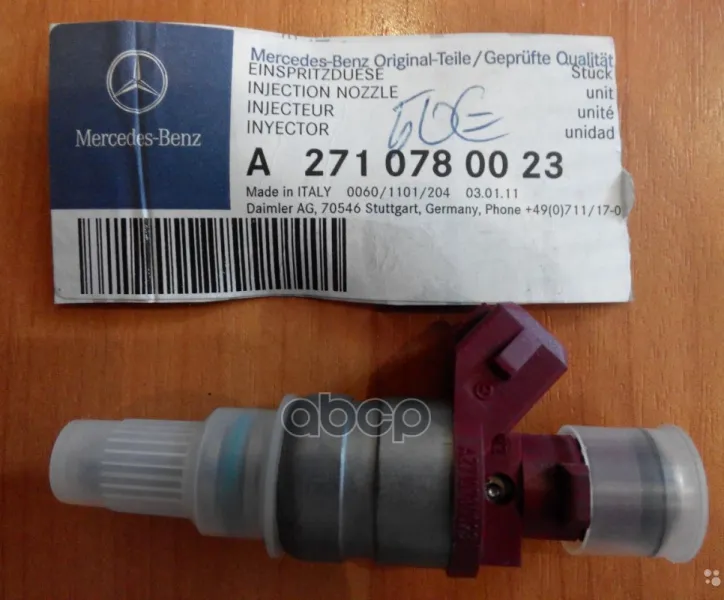 Mercedes-Benz Original-Teile/Geprüfte Qualität
EINSPRITZDUESE Stück
INJECTION NOZZLE unit
INJECTEUR unité
INYECTOR unidad
Mercedes-Benz
A 271 078 00 23
Made in ITALY 0060/1101/204 03.01.11
Daimler AG, 70546 Stuttgart, Germany, Phone +49(0)711/17-0
abcp